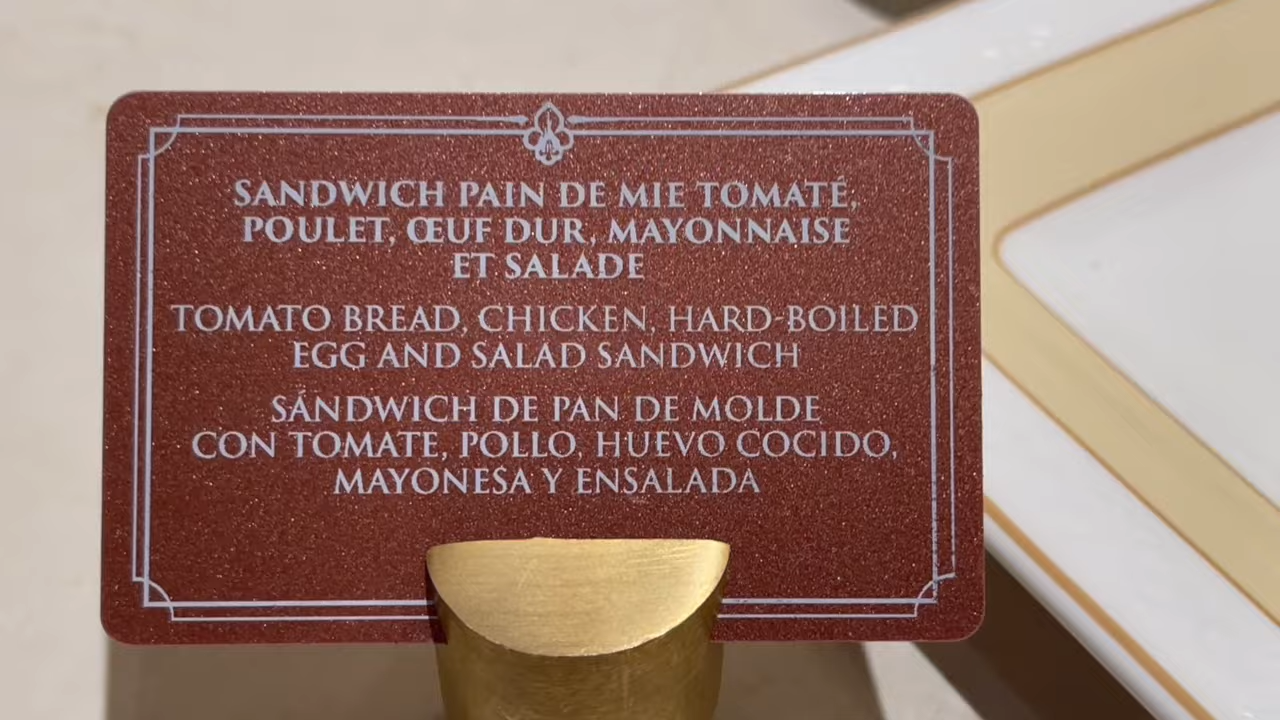 SANDWICH PAIN DE MIE TOMATÉ,
POULET, ŒUF DUR, MAYONNAISE
ET SALADE
TOMATO BREAD, CHICKEN, HARD-BOILED
EGG AND SALAD SANDWICH
SÁNDWICH DE PAN DE MOLDE
CON TOMATE, POLLO, HUEVO COCIDO,
MAYONESA Y ENSALADA